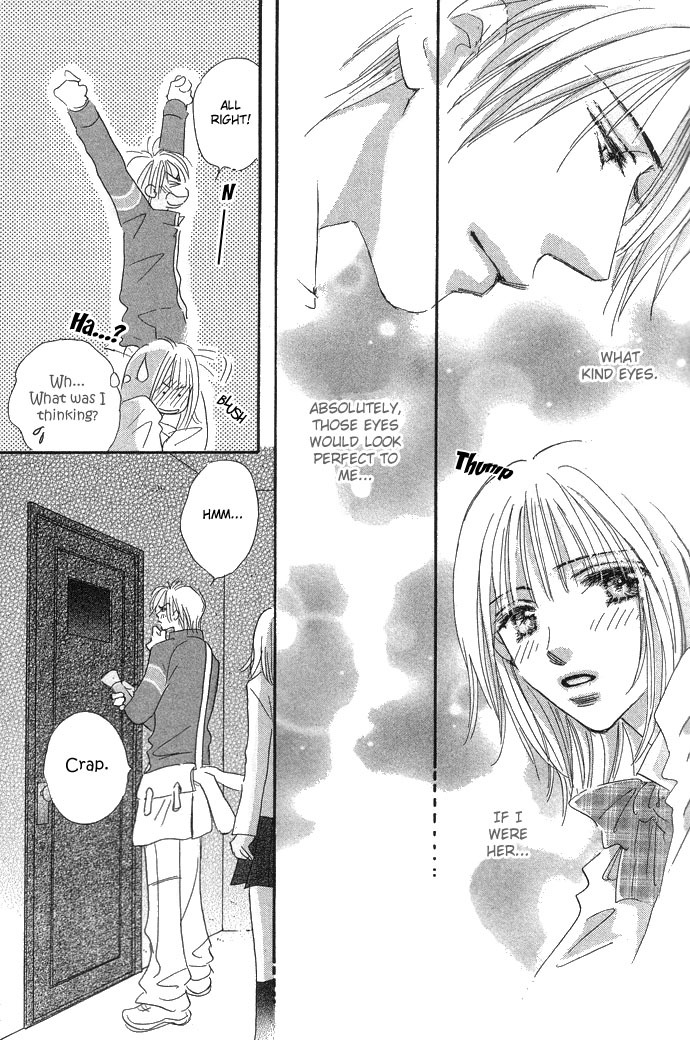 WHAT
KIND EYES.
Thump
IF I
WERE
HER...
ABSOLUTELY,
THOSE EYES
WOULD LOOK
PERFECT TO
ME...
ALL
RIGHT!
N
Ha....?
Wh...
What was I
thinking?
BLUSH
HMM...
Crap.